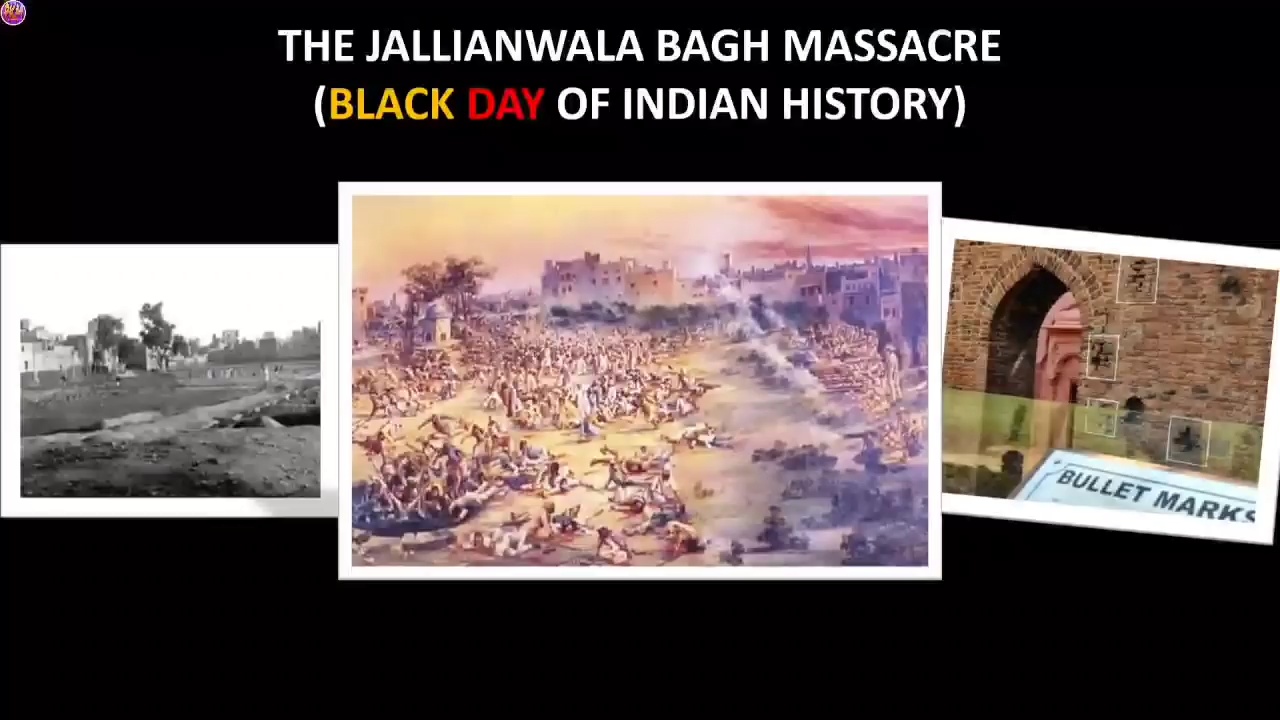 THE JALLIANWALA BAGH MASSACRE
(BLACK DAY OF INDIAN HISTORY)
BULLET MARKS